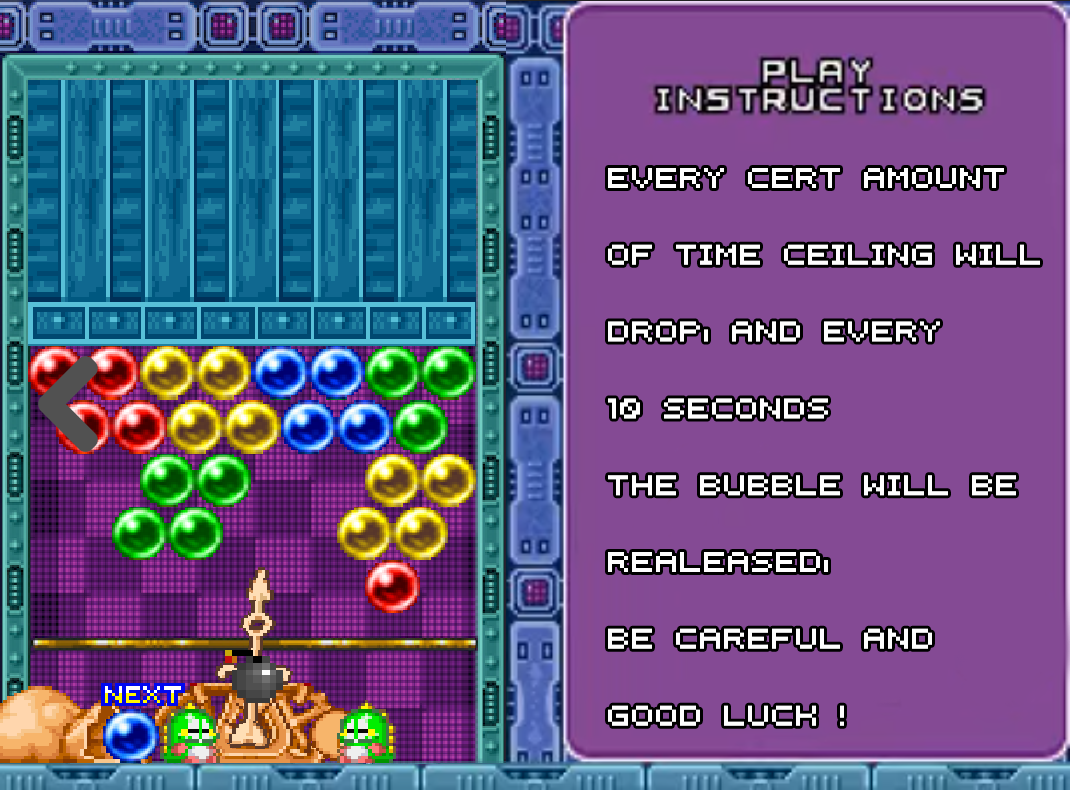 PLAY
INSTRUCTIONS
EVERY CERT AMOUNT
OF TIME CEILING WILL
DROP, AND EVERY
10 SECONDS
THE BUBBLE WILL BE
REALEASED,
BE CAREFUL AND
GOOD LUCK !
NEXT